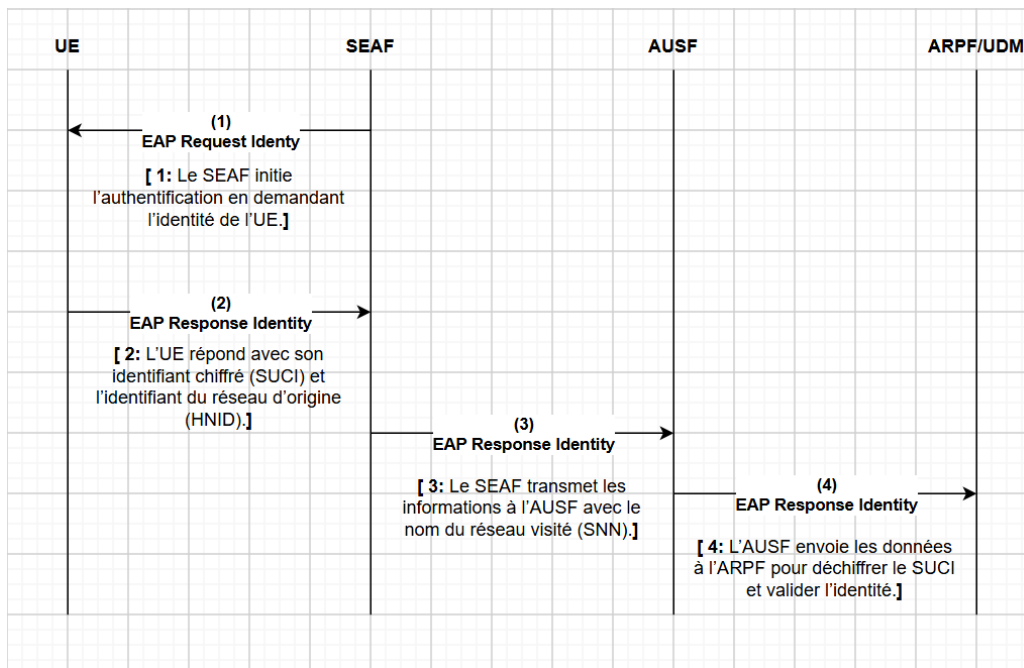 UE SEAF AUSF ARPF/UDM
(1)
EAP Request Identy
[ 1: Le SEAF initie
l'authentification en demandant
l'identité de l'UE.]
(2)
EAP Response Identity
[ 2: L'UE répond avec son
identifiant chiffré (SUCI) et
l'identifiant du réseau d'origine
(HNID).]
(3)
EAP Response Identity
[ 3: Le SEAF transmet les
informations à l'AUSF avec le
nom du réseau visité (SNN).]
(4)
EAP Response Identity
[ 4: L'AUSF envoie les données
à l'ARPF pour déchiffrer le SUCI
et valider l'identité.]